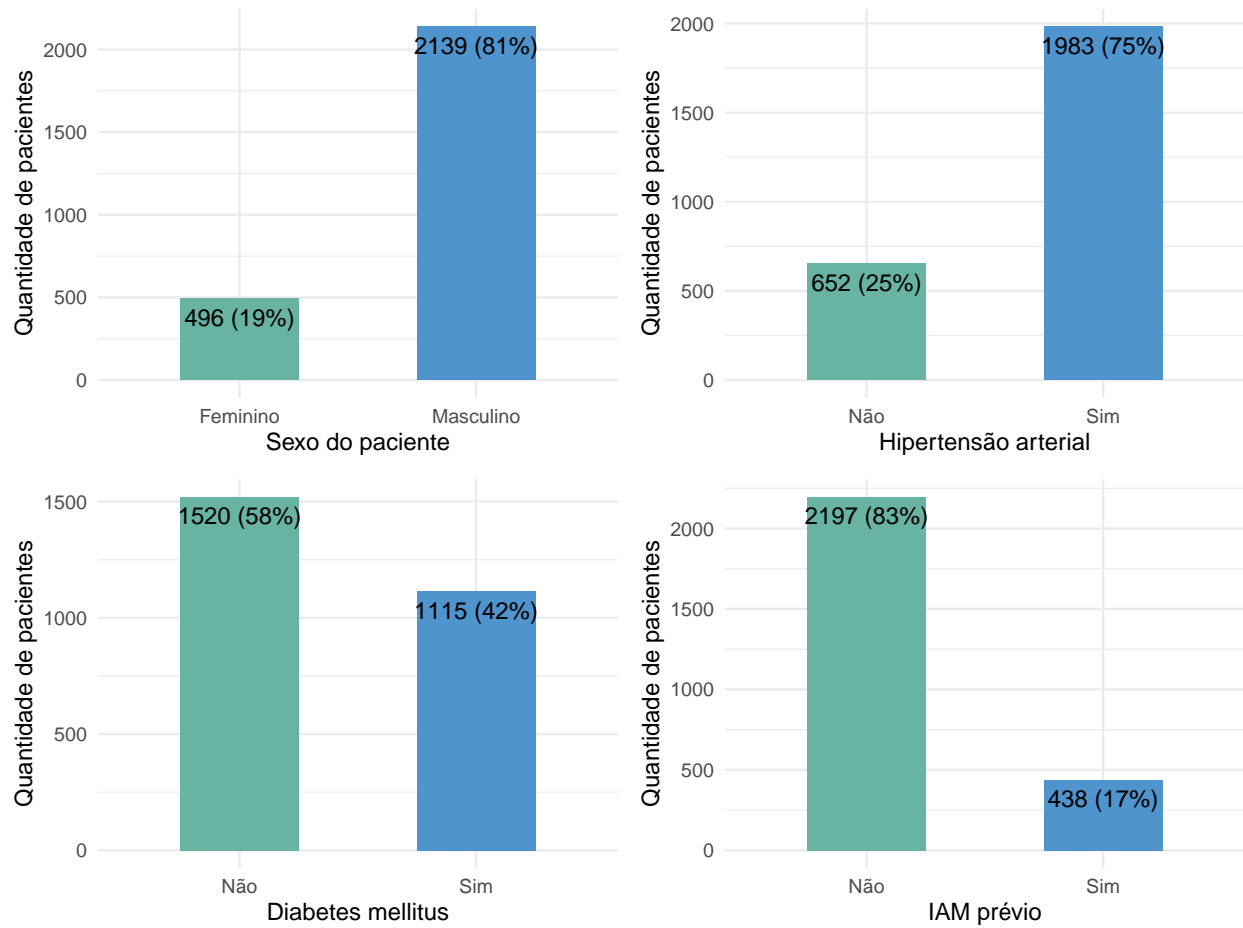 Quantidade de pacientes
2000
1500
1000
500
0
2139 (81%)
496 (19%)
Feminino
Masculino
Sexo do paciente
Quantidade de pacientes
2000
1500
1000
500
0
1983 (75%)
652 (25%)
Não
Sim
Hipertensão arterial
Quantidade de pacientes
1500
1000
500
0
1520 (58%)
1115 (42%)
Não
Sim
Diabetes mellitus
Quantidade de pacientes
2000
1500
1000
500
0
2197 (83%)
438 (17%)
Não
Sim
IAM prévio